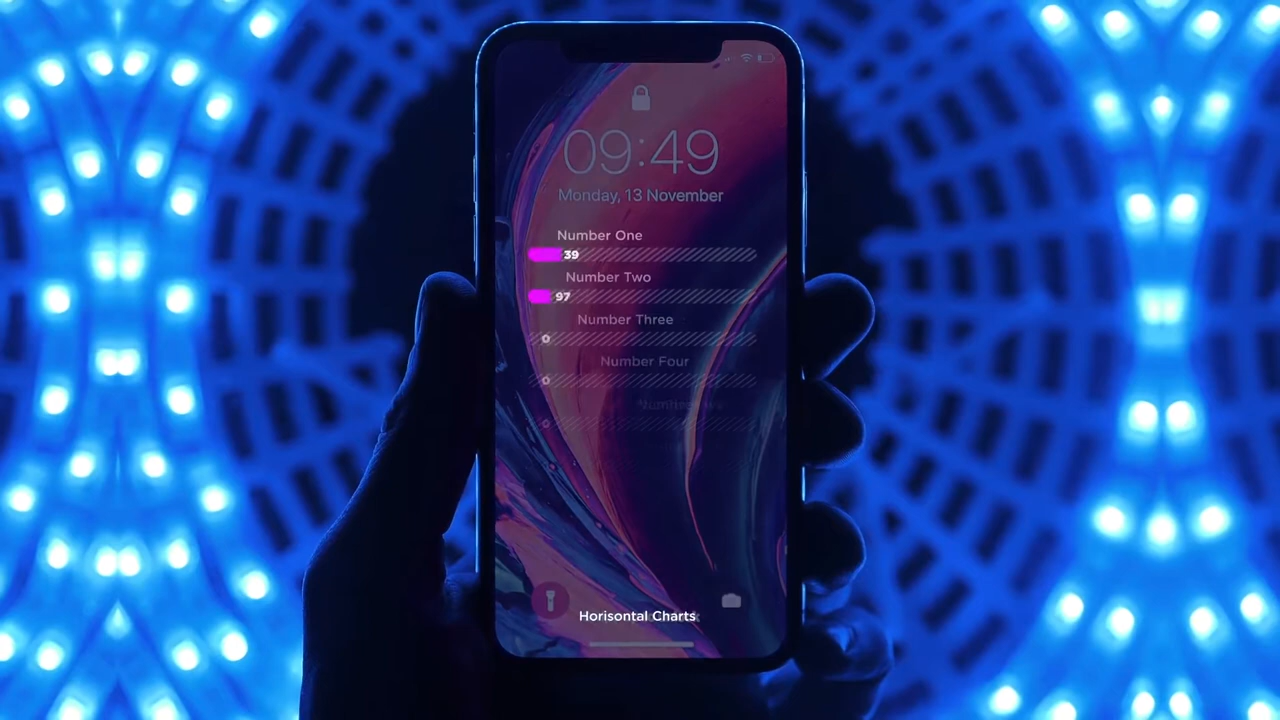 09:49
Monday, 13 November
Number One
39
Number Two
97
Number Three
0
Number Four
0
0
Horisontal Charts